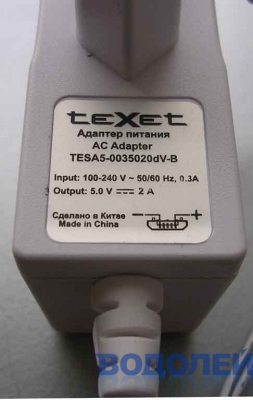 teXet
Адаптер питания
AC Adapter
TESA5-0035020dV-B
Input: 100-240 V ~ 50/60 Hz, 0.3A
Output: 5.0 V ⎓ 2 A
Сделано в Китае
Made in China
- +
ВОДОЛЕЙ